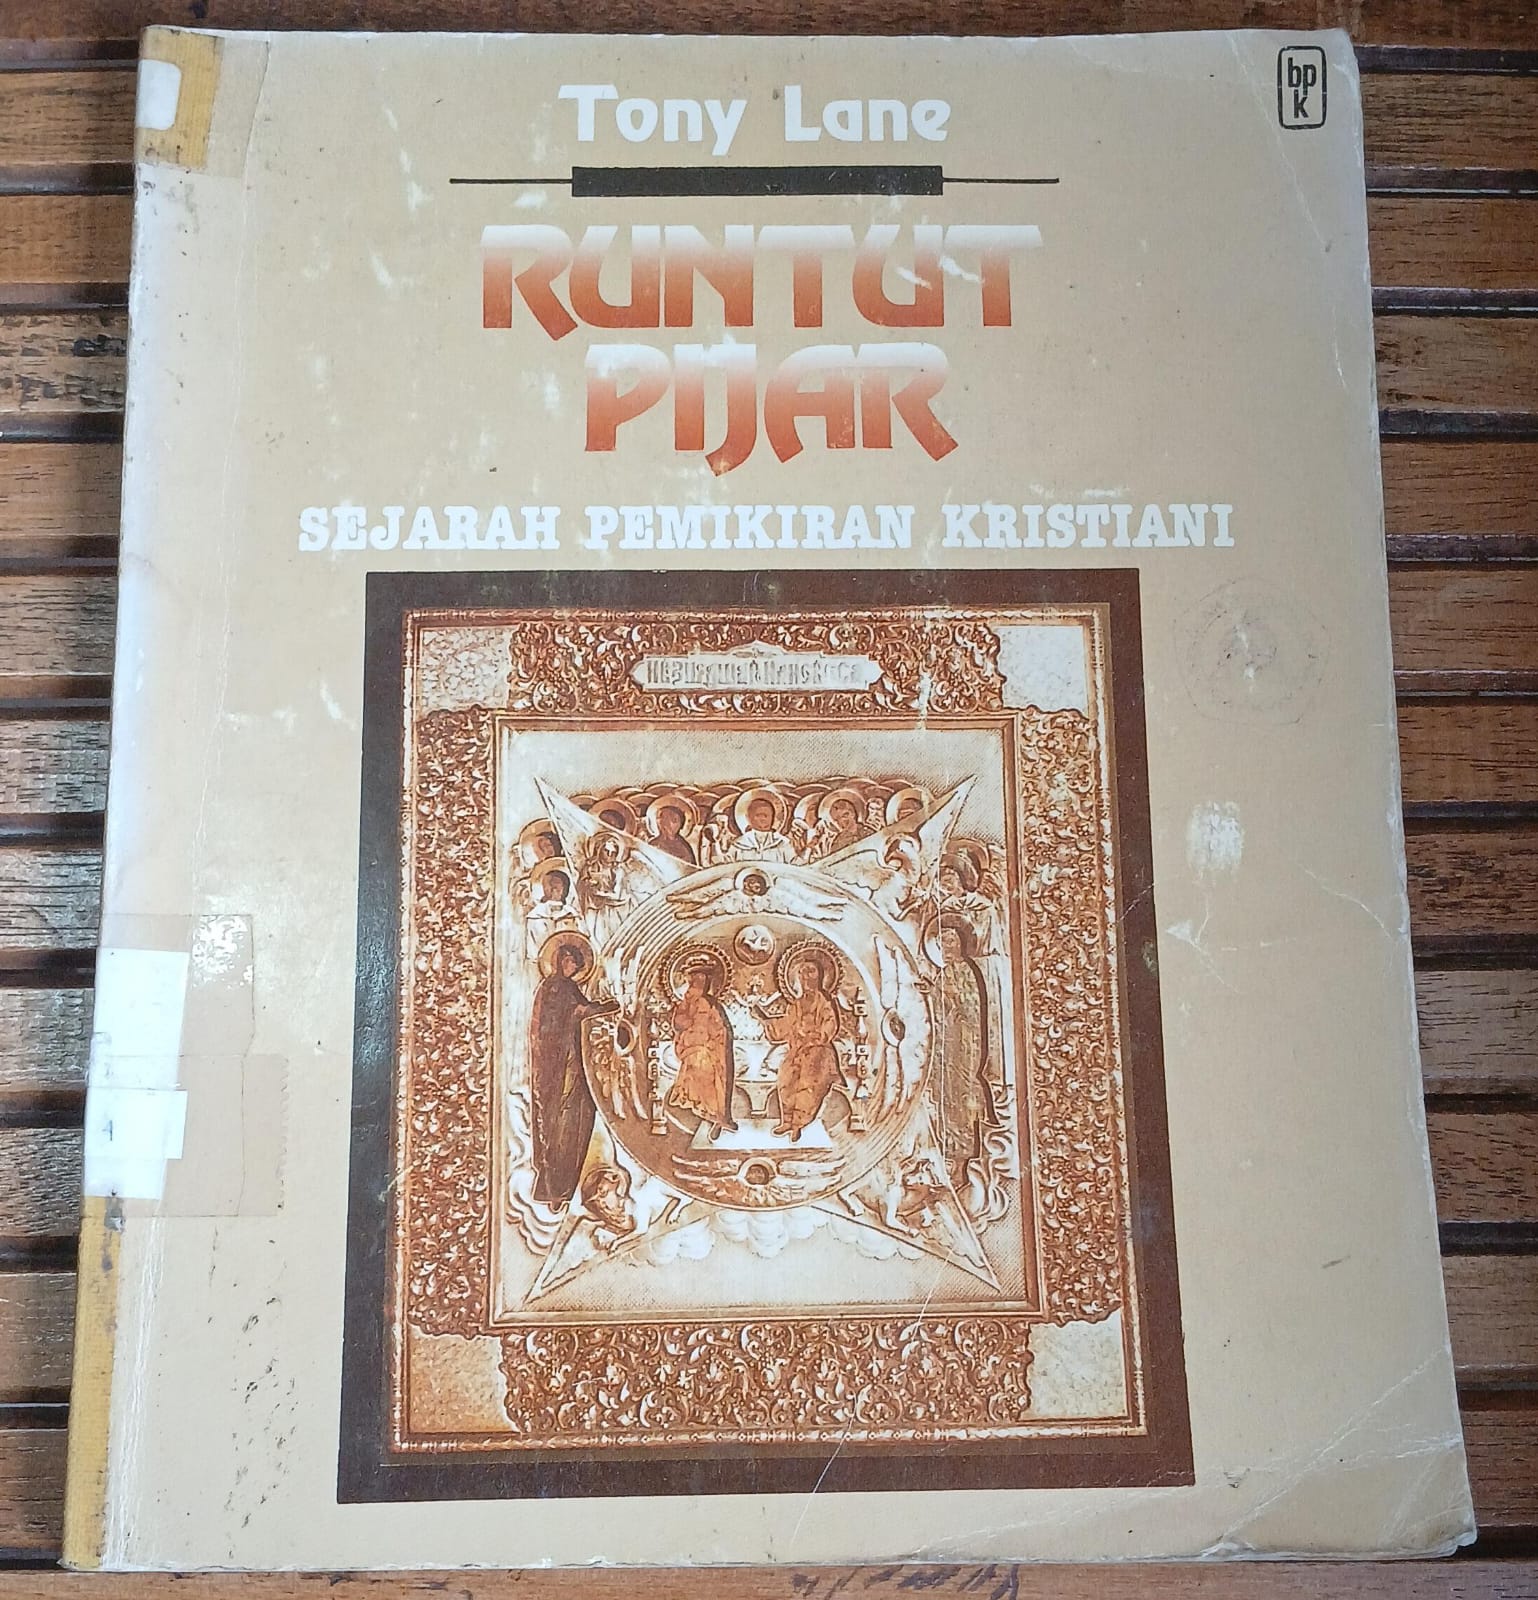 Tony Lane
bp
k
RUNTUT
PIJAR
SEJARAH PEMIKIRAN KRISTIANI